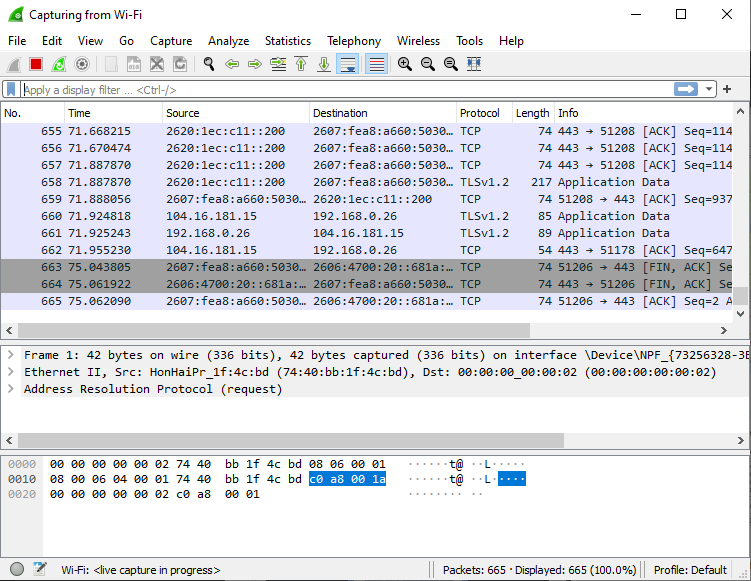 Capturing from Wi-Fi
File Edit View Go Capture Analyze Statistics Telephony Wireless Tools Help
Apply a display filter ... <Ctrl-/>
No. Time Source Destination Protocol Length Info
655 71.668215 2620:1ec:c11::200 2607:fea8:a660:5030… TCP 74 443 → 51208 [ACK] Seq=114
656 71.670474 2620:1ec:c11::200 2607:fea8:a660:5030… TCP 74 443 → 51208 [ACK] Seq=114
657 71.887870 2620:1ec:c11::200 2607:fea8:a660:5030… TCP 74 443 → 51208 [ACK] Seq=114
658 71.887870 2620:1ec:c11::200 2607:fea8:a660:5030… TLSv1.2 217 Application Data
659 71.888056 2607:fea8:a660:5030… 2620:1ec:c11::200 TCP 74 51208 → 443 [ACK] Seq=937
660 71.924818 104.16.181.15 192.168.0.26 TLSv1.2 85 Application Data
661 71.925243 192.168.0.26 104.16.181.15 TLSv1.2 89 Application Data
662 71.955230 104.16.181.15 192.168.0.26 TCP 54 443 → 51178 [ACK] Seq=647
663 75.043805 2607:fea8:a660:5030… 2606:4700:20::681a:… TCP 74 51206 → 443 [FIN, ACK] Se
664 75.061922 2606:4700:20::681a:… 2607:fea8:a660:5030… TCP 74 443 → 51206 [FIN, ACK] Se
665 75.062090 2607:fea8:a660:5030… 2606:4700:20::681a:… TCP 74 51206 → 443 [ACK] Seq=2 A
Frame 1: 42 bytes on wire (336 bits), 42 bytes captured (336 bits) on interface \Device\NPF_{73256328-3E
Ethernet II, Src: HonHaiPr_1f:4c:bd (74:40:bb:1f:4c:bd), Dst: 00:00:00_00:00:02 (00:00:00:00:00:02)
Address Resolution Protocol (request)
0000 00 00 00 00 00 02 74 40 bb 1f 4c bd 08 06 00 01 ······t@ ··L·····
0010 08 00 06 04 00 01 74 40 bb 1f 4c bd c0 a8 00 1a ······t@ ··L·····
0020 00 00 00 00 00 02 c0 a8 00 01 ········ ··
Wi-Fi: <live capture in progress> Packets: 665 · Displayed: 665 (100.0%) Profile: Default